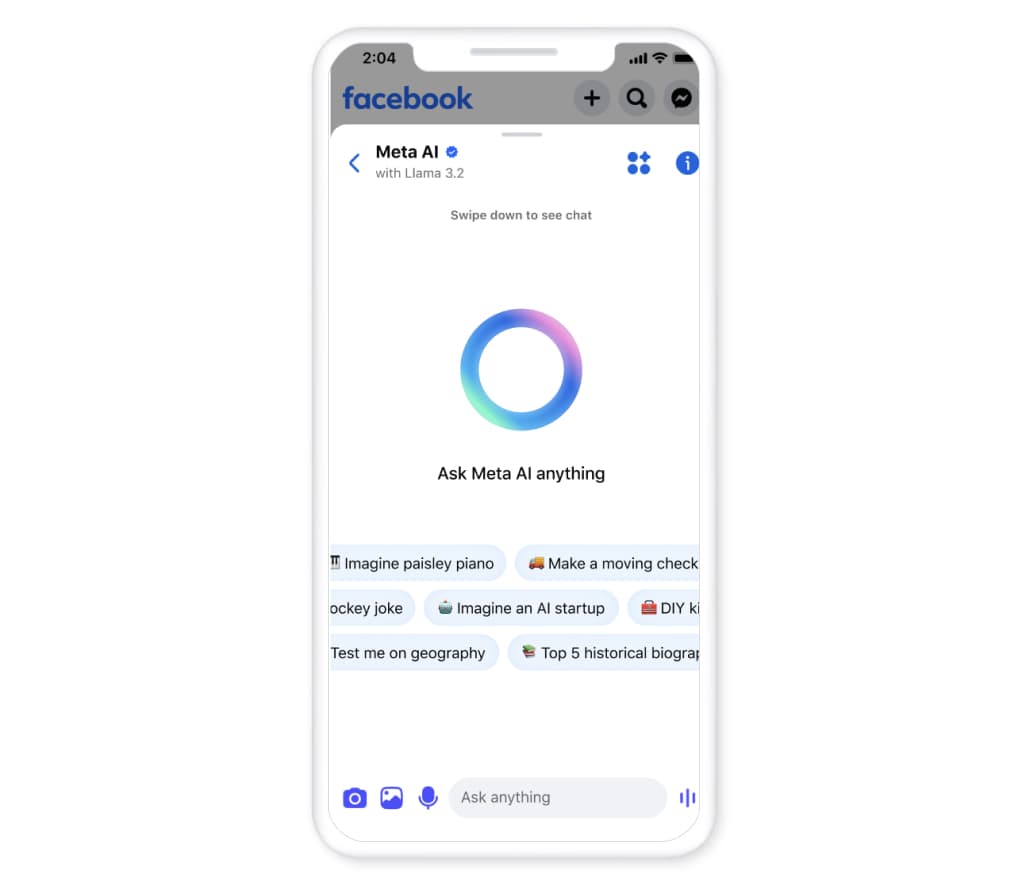 2:04
facebook
Meta AI
with Llama 3.2
Swipe down to see chat
Ask Meta AI anything
Imagine paisley piano
Make a moving check
ockey joke
Imagine an AI startup
DIY ki
Test me on geography
Top 5 historical biograp
Ask anything